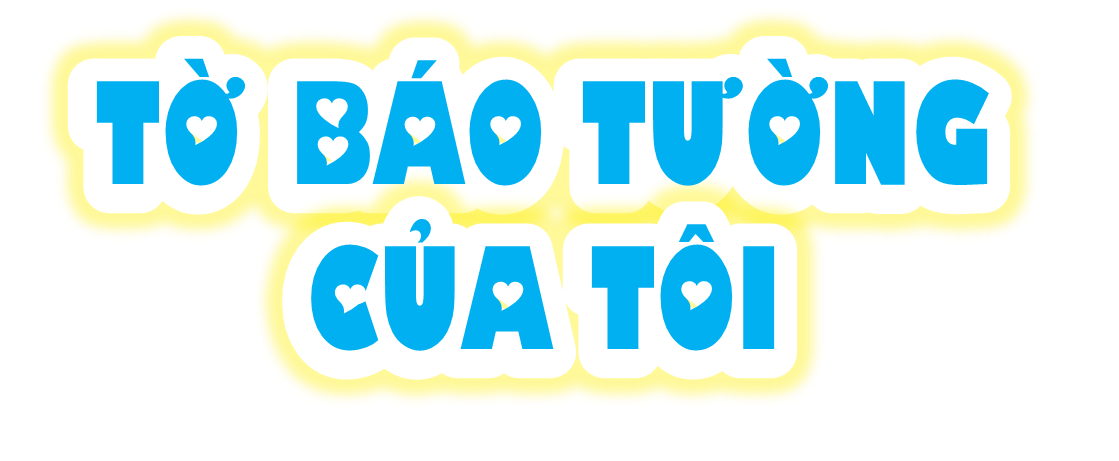 TỜ BÁO TƯỜNG
CỦA TÔI